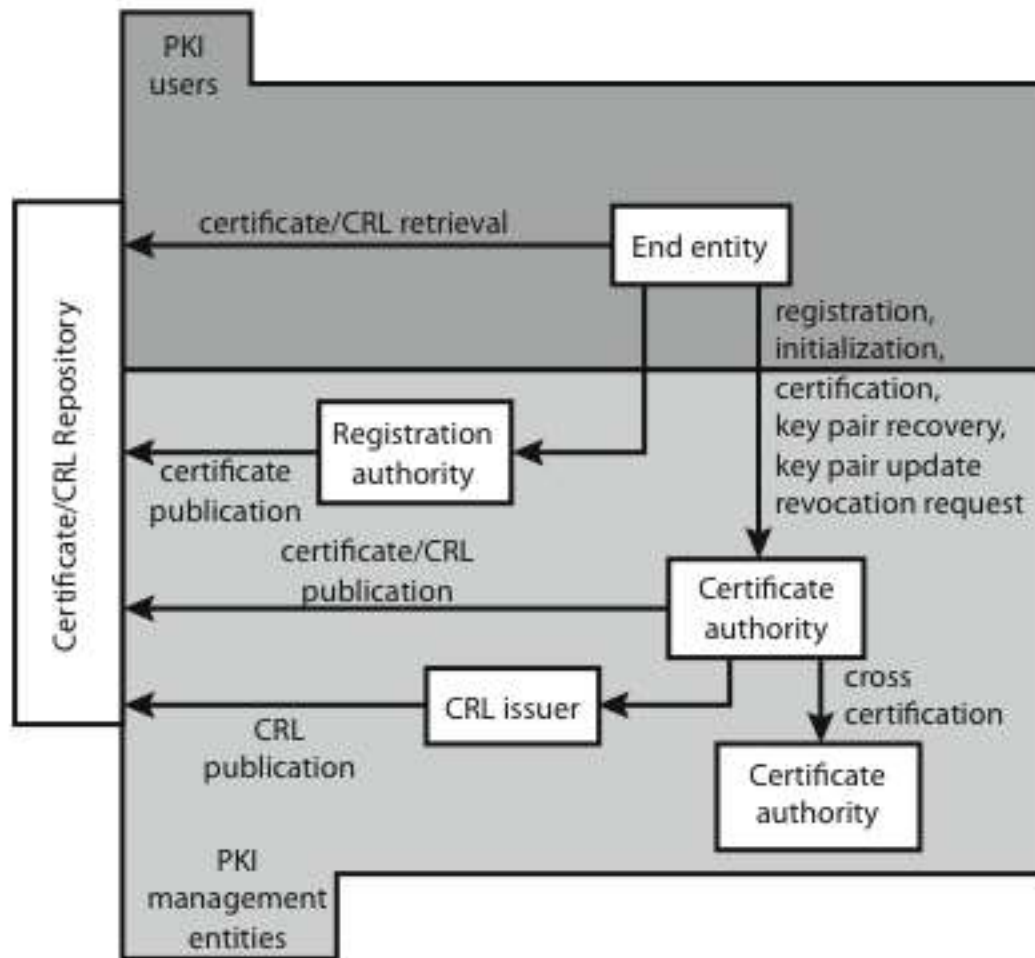 PKI
users
certificate/CRL retrieval
End entity
registration,
initialization,
certification,
key pair recovery,
key pair update
revocation request
Certificate/CRL Repository
Registration
authority
certificate
publication
certificate/CRL
publication
Certificate
authority
CRL issuer
cross
certification
CRL
publication
Certificate
authority
PKI
management
entities